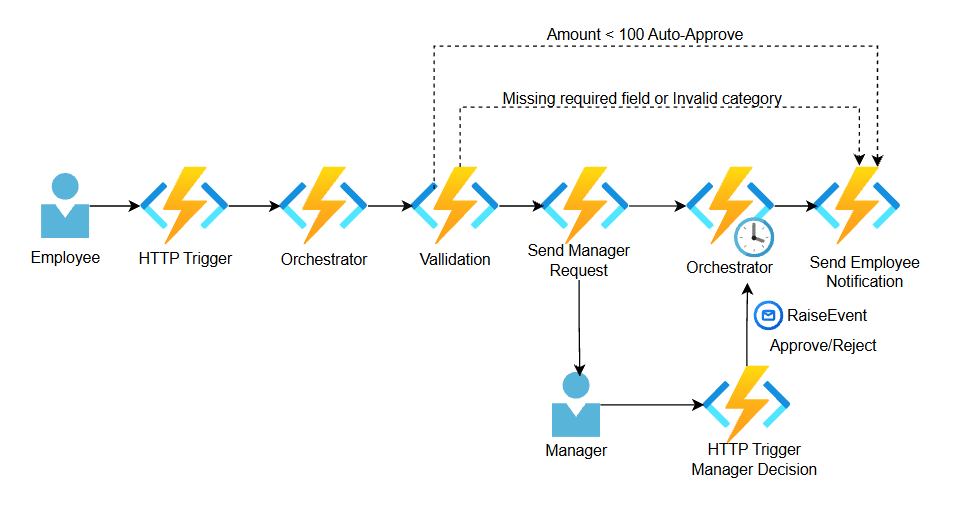 Amount < 100 Auto-Approve
Missing required field or Invalid category
Employee
HTTP Trigger
Orchestrator
Vallidation
Send Manager
Request
Orchestrator
Send Employee
Notification
RaiseEvent
Approve/Reject
Manager
HTTP Trigger
Manager Decision